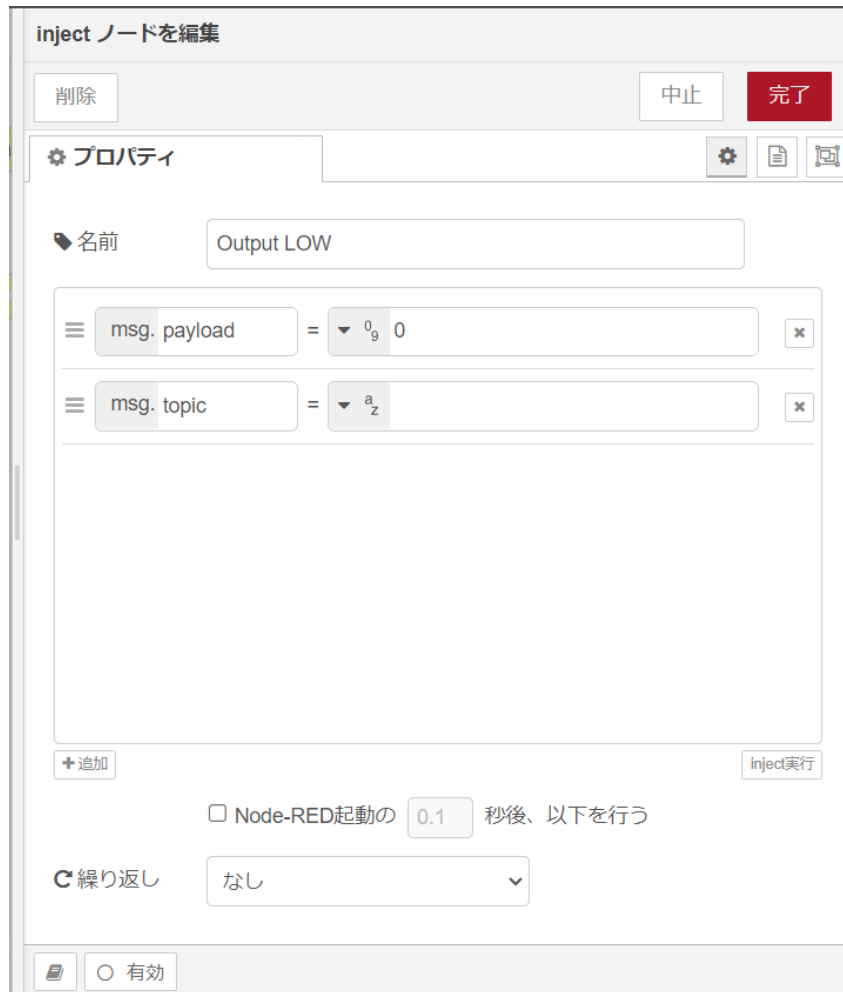 inject ノードを編集
削除 中止 完了
プロパティ
名前 Output LOW
msg. payload = 0 9 0
msg. topic = a z
追加 inject実行
Node-RED起動の 0.1 秒後、以下を行う
繰り返し なし
有効